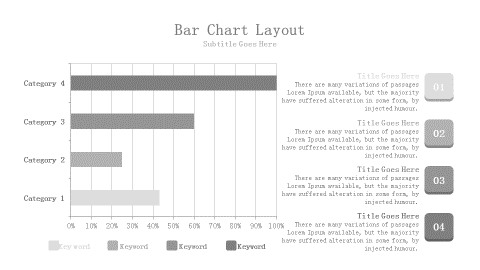 Bar Chart Layout
Subtitle Goes Here
Category 4
Category 3
Category 2
Category 1
0% 10% 20% 30% 40% 50% 60% 70% 80% 90% 100%
Key word Keyword Keyword Keyword
Title Goes Here
There are many variations of passages
Lorem Ipsum available, but the majority
have suffered alteration in some form, by
injected humour.
01
Title Goes Here
There are many variations of passages
Lorem Ipsum available, but the majority
have suffered alteration in some form, by
injected humour.
02
Title Goes Here
There are many variations of passages
Lorem Ipsum available, but the majority
have suffered alteration in some form, by
injected humour.
03
Title Goes Here
There are many variations of passages
Lorem Ipsum available, but the majority
have suffered alteration in some form, by
injected humour.
04